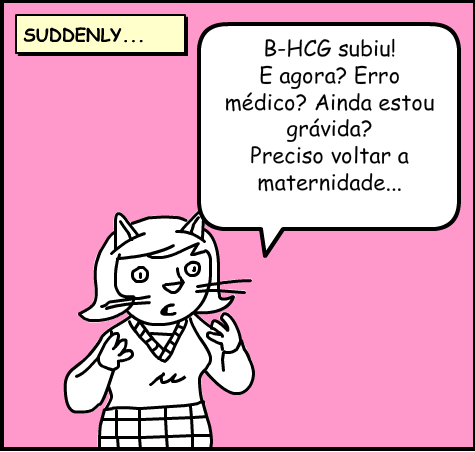 SUDDENLY...
B-HCG subiu!
E agora? Erro
médico? Ainda estou
grávida?
Preciso voltar a
maternidade...